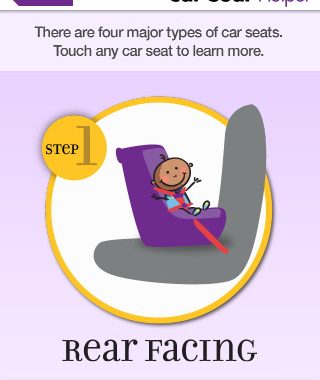 Car Seat Helper
There are four major types of car seats.
Touch any car seat to learn more.
STEP 1
Rear Facing